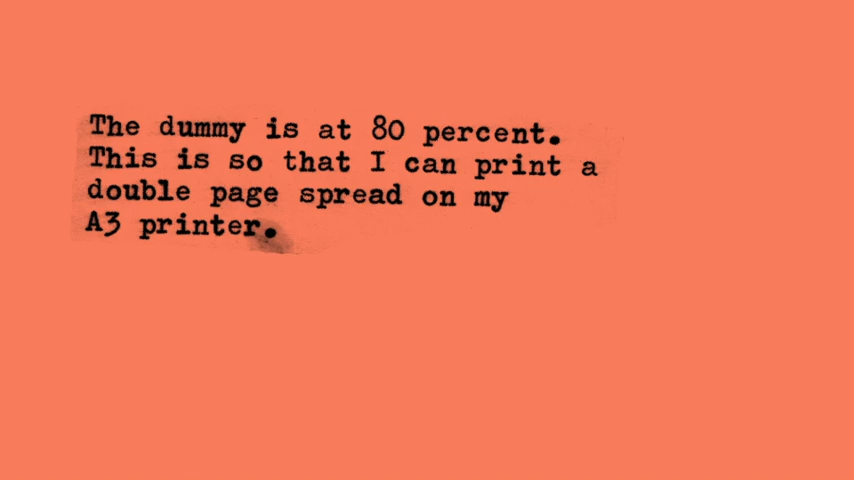 The dummy is at 80 percent.
This is so that I can print a
double page spread on my
A3 printer.